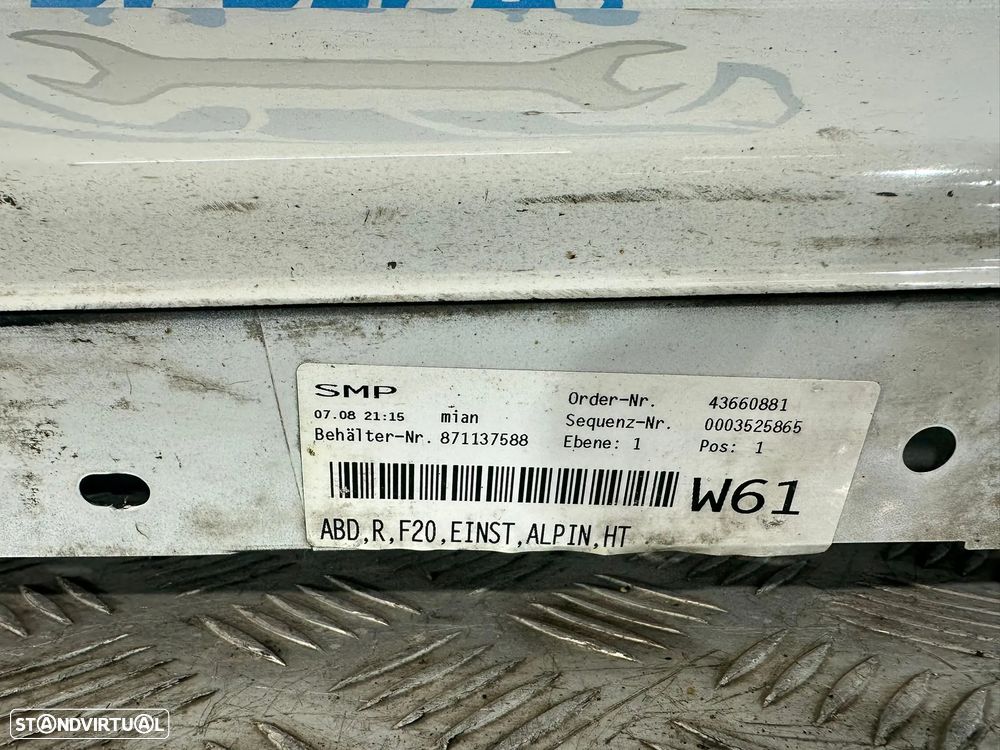 SMP
07.08 21:15 mian
Behälter-Nr. 871137588
Order-Nr. 43660881
Sequenz-Nr. 0003525865
Ebene: 1 Pos: 1
W61
ABD,R,F20,EINST,ALPIN,HT
STANDVIRTUAL